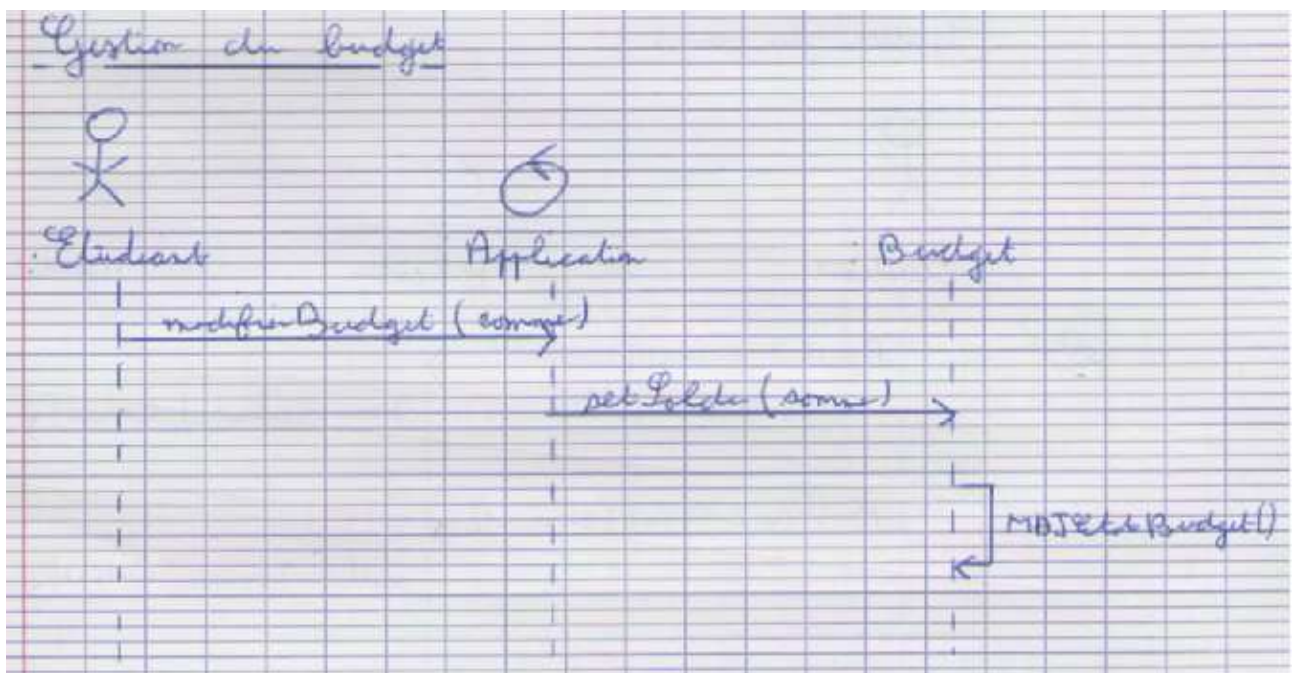 Gestion du budget
: Etudiant
Application
: Budget
modifierBudget (somme)
setSolde (somme)
MAJEtatBudget()